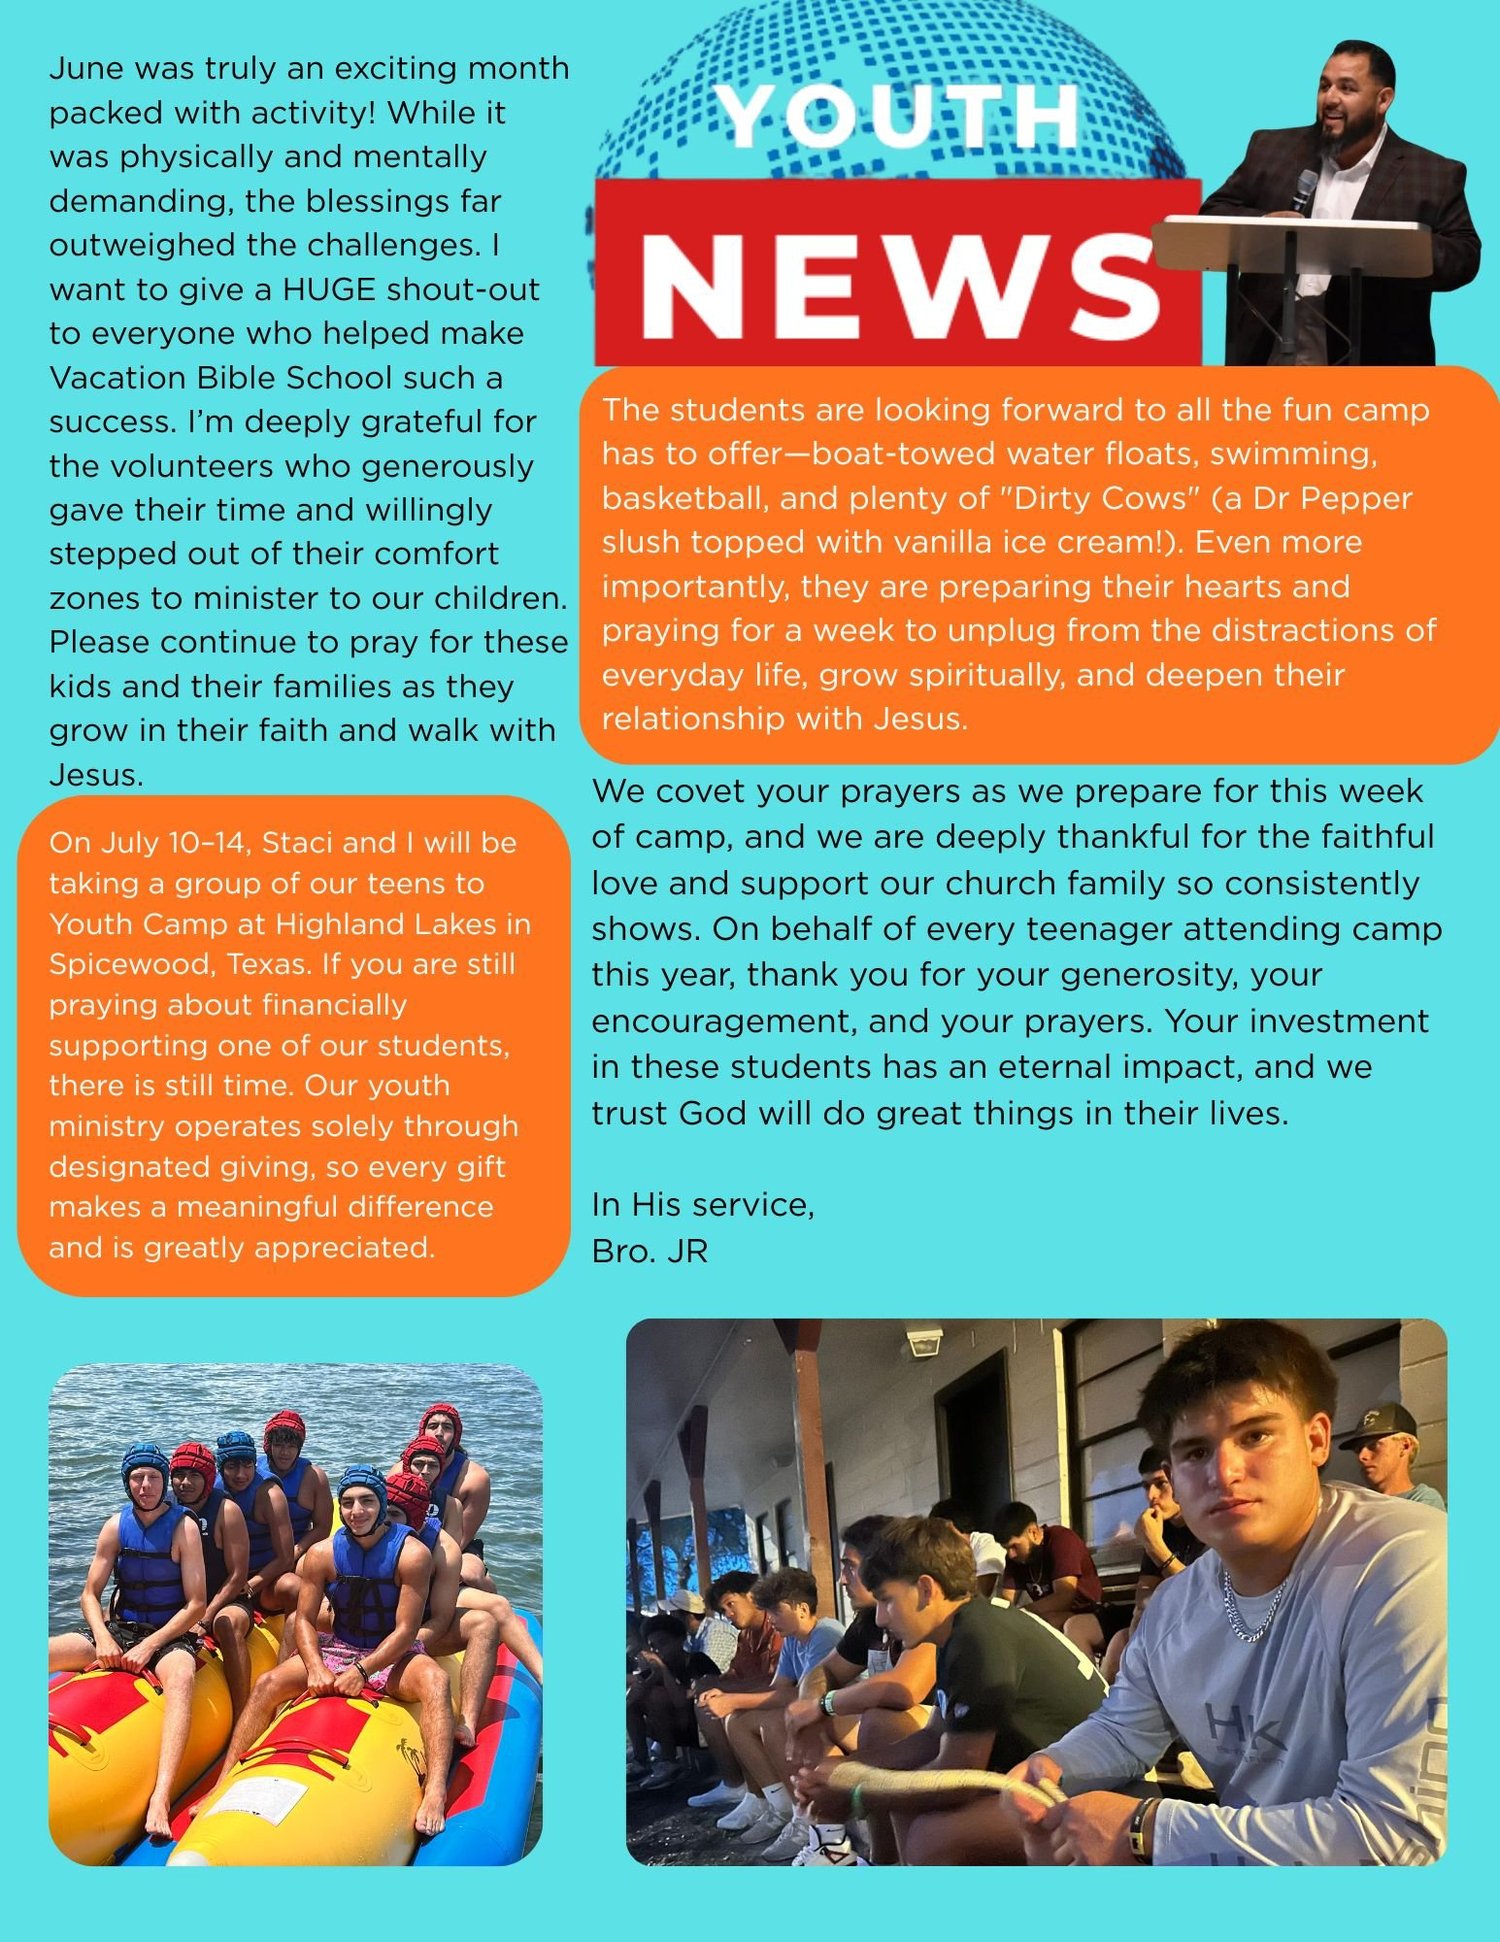 June was truly an exciting month
packed with activity! While it
was physically and mentally
demanding, the blessings far
outweighed the challenges. I
want to give a HUGE shout-out
to everyone who helped make
Vacation Bible School such a
success. I’m deeply grateful for
the volunteers who generously
gave their time and willingly
stepped out of their comfort
zones to minister to our children.
Please continue to pray for these
kids and their families as they
grow in their faith and walk with
Jesus.
On July 10–14, Staci and I will be
taking a group of our teens to
Youth Camp at Highland Lakes in
Spicewood, Texas. If you are still
praying about financially
supporting one of our students,
there is still time. Our youth
ministry operates solely through
designated giving, so every gift
makes a meaningful difference
and is greatly appreciated.
YOUTH
NEWS
The students are looking forward to all the fun camp
has to offer—boat-towed water floats, swimming,
basketball, and plenty of "Dirty Cows" (a Dr Pepper
slush topped with vanilla ice cream!). Even more
importantly, they are preparing their hearts and
praying for a week to unplug from the distractions of
everyday life, grow spiritually, and deepen their
relationship with Jesus.
We covet your prayers as we prepare for this week
of camp, and we are deeply thankful for the faithful
love and support our church family so consistently
shows. On behalf of every teenager attending camp
this year, thank you for your generosity, your
encouragement, and your prayers. Your investment
in these students has an eternal impact, and we
trust God will do great things in their lives.
In His service,
Bro. JR
HK